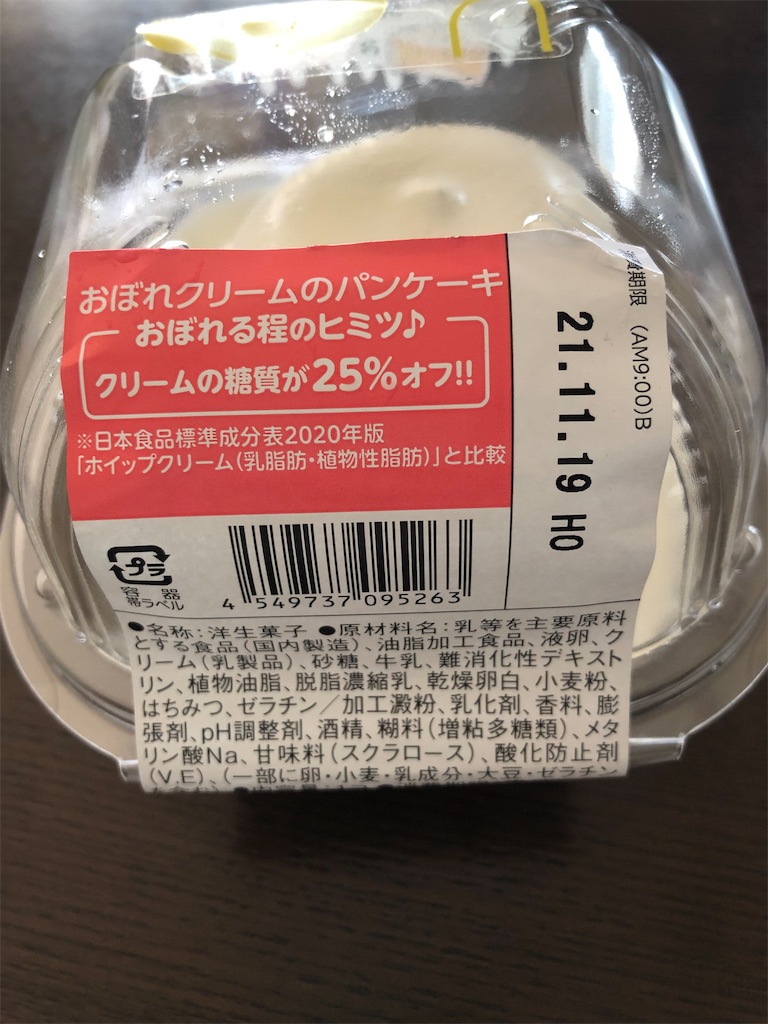 おぼれクリームのパンケーキ
おぼれる程のヒミツ♪
クリームの糖質が25%オフ!!
※日本食品標準成分表2020年版
「ホイップクリーム(乳脂肪・植物性脂肪)」と比較
期限 (AM9:00)B
21.11.19 HO
プラ
容器
帯ラベル
4 549737 095263
●名称:洋生菓子 ●原材料名:乳等を主要原料
とする食品(国内製造)、油脂加工食品、液卵、ク
リーム(乳製品)、砂糖、牛乳、難消化性デキスト
リン、植物油脂、脱脂濃縮乳、乾燥卵白、小麦粉、
はちみつ、ゼラチン/加工澱粉、乳化剤、香料、膨
張剤、pH調整剤、酒精、糊料(増粘多糖類)、メタ
リン酸Na、甘味料(スクラロース)、酸化防止剤
(V.E)、(一部に卵・小麦・乳成分・大豆・ゼラチン